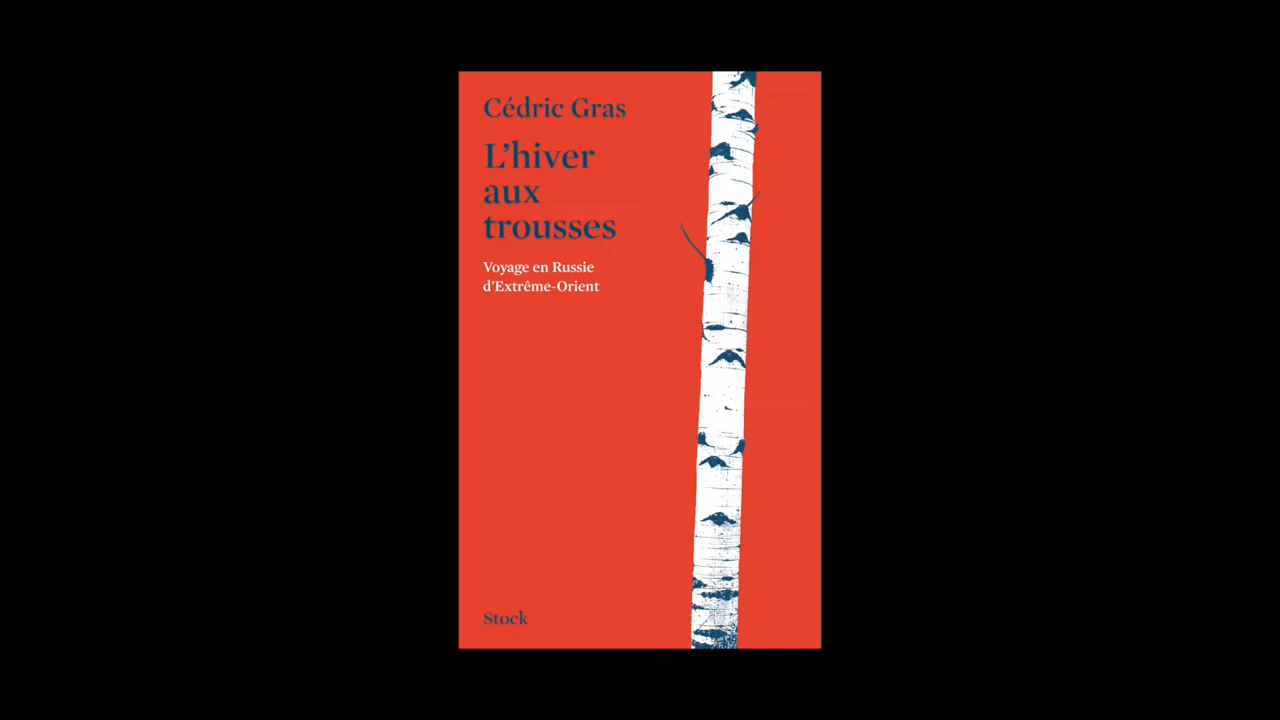 Cédric Gras
L’hiver
aux
trousses
Voyage en Russie
d’Extrême-Orient
Stock